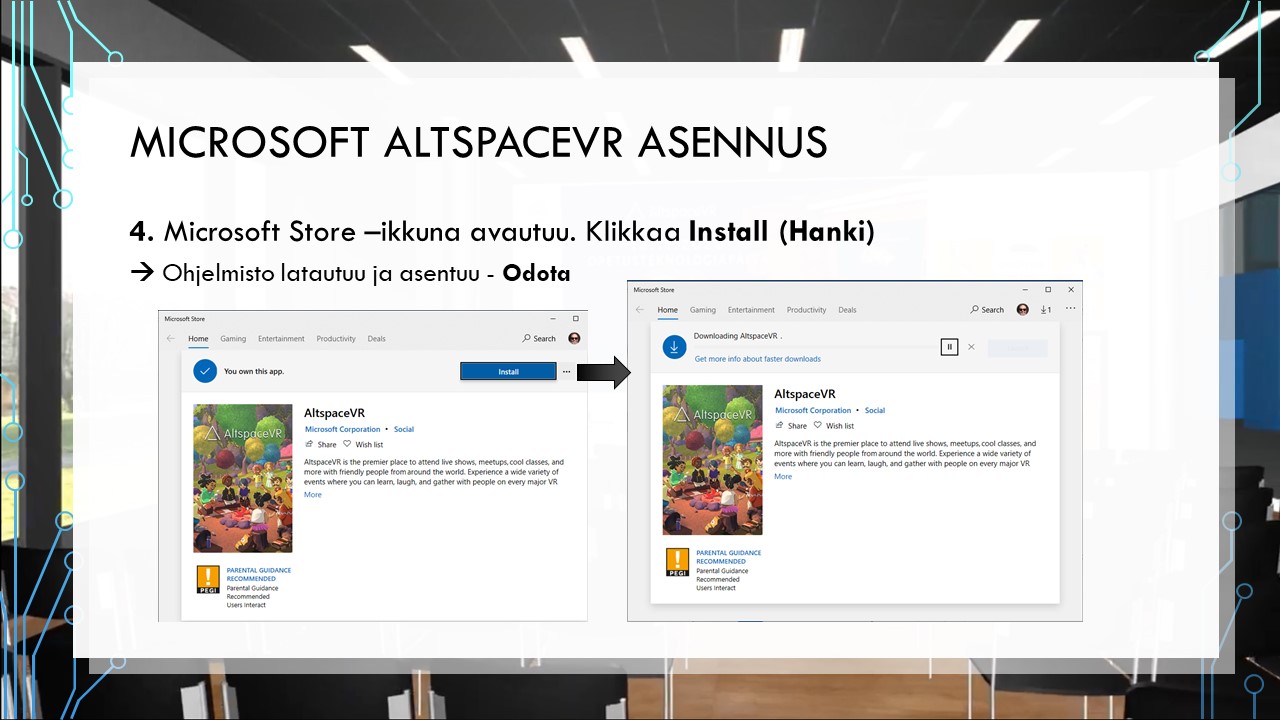 MICROSOFT ALTSPACEVR ASENNUS
4. Microsoft Store –ikkuna avautuu. Klikkaa Install (Hanki)
→ Ohjelmisto latautuu ja asentuu - Odota
Microsoft Store
Home Gaming Entertainment Productivity Deals Search
You own this app. Install ...
AltspaceVR
AltspaceVR
Microsoft Corporation • Social
Share Wish list
AltspaceVR is the premier place to attend live shows, meetups, cool classes, and
more with friendly people from around the world. Experience a wide variety of
events where you can learn, laugh, and gather with people on every major VR
More
PEGI
PARENTAL GUIDANCE
RECOMMENDED
Parental Guidance
Recommended
Users Interact
Microsoft Store
Home Gaming Entertainment Productivity Deals Search 1 ...
Downloading AltspaceVR .
Get more info about faster downloads
AltspaceVR
AltspaceVR
Microsoft Corporation • Social
Share Wish list
AltspaceVR is the premier place to attend live shows, meetups, cool classes, and
more with friendly people from around the world. Experience a wide variety of
events where you can learn, laugh, and gather with people on every major VR
More
PEGI
PARENTAL GUIDANCE
RECOMMENDED
Parental Guidance
Recommended
Users Interact